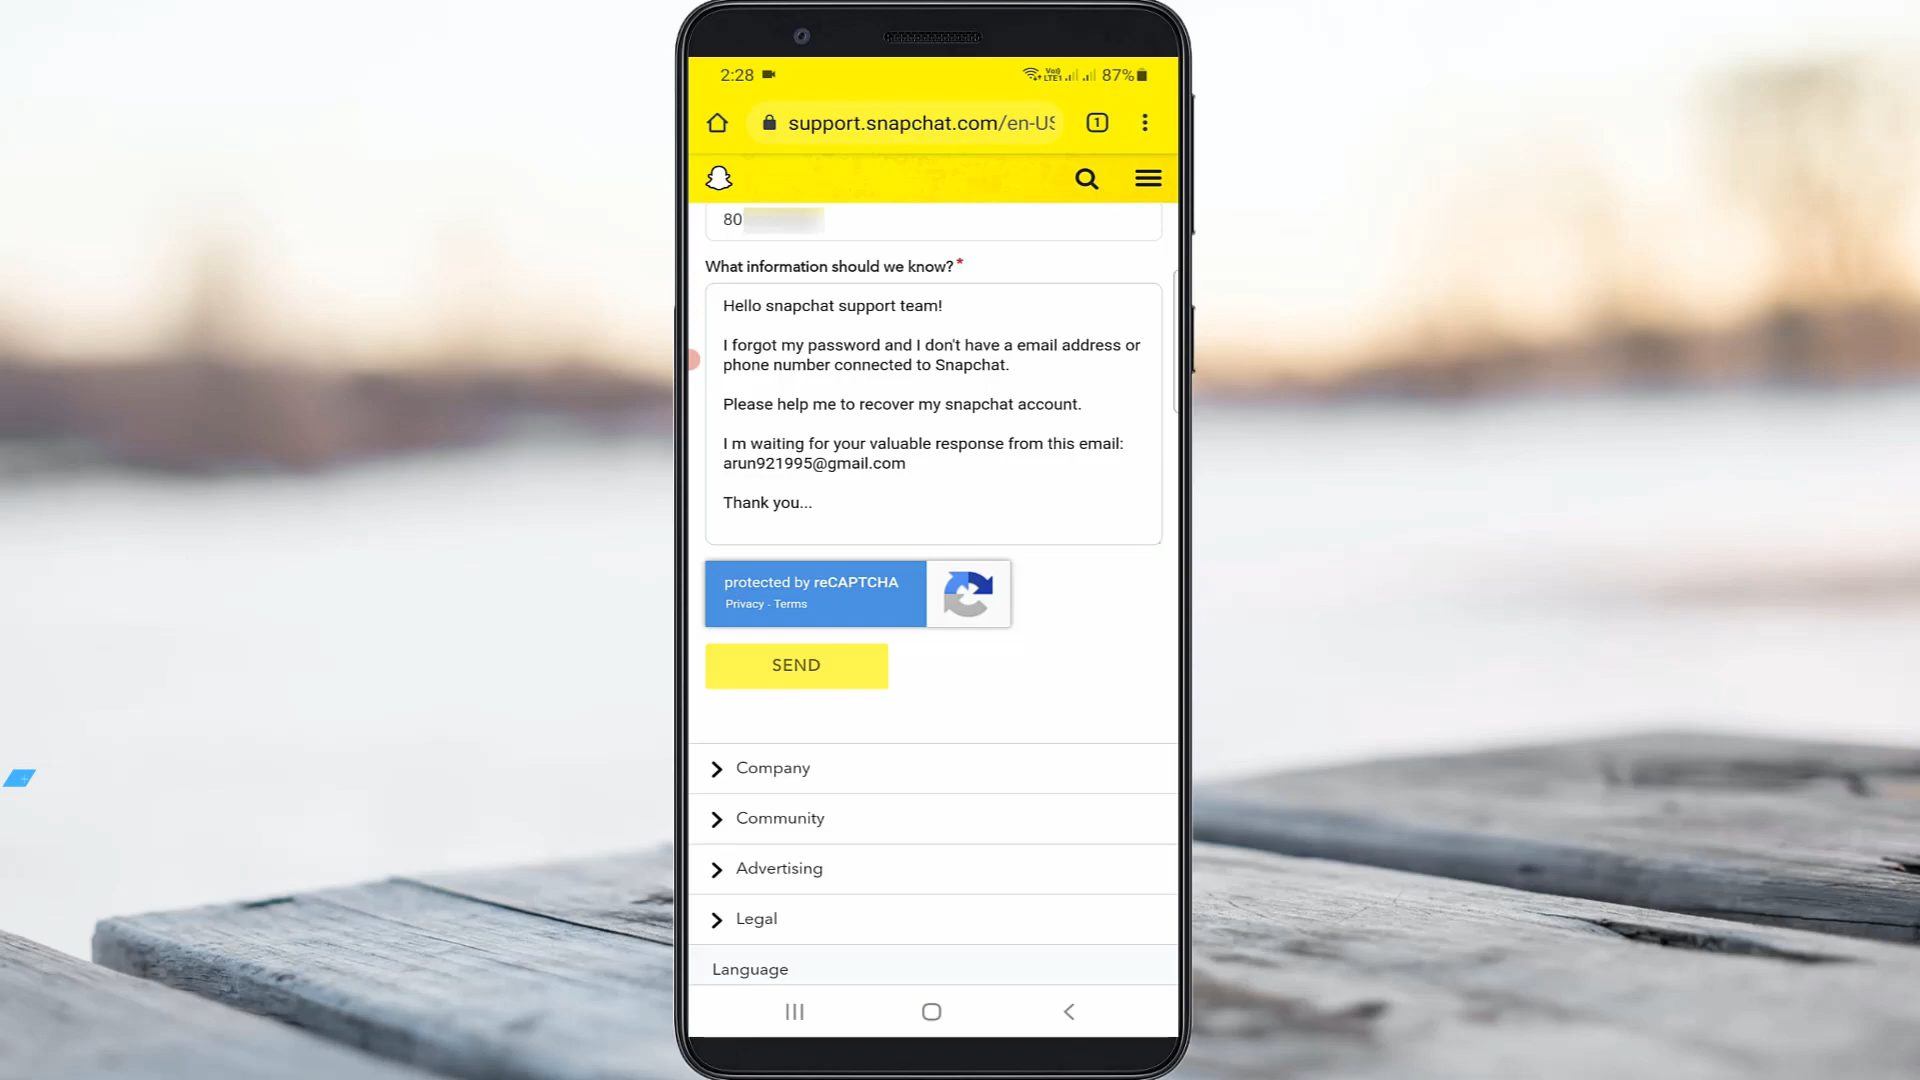 2:28
Vo)) LTE1 87%
support.snapchat.com/en-US
1
80
What information should we know?*
Hello snapchat support team!
I forgot my password and I don't have a email address or
phone number connected to Snapchat.
Please help me to recover my snapchat account.
I m waiting for your valuable response from this email:
arun921995@gmail.com
Thank you...
protected by reCAPTCHA
Privacy - Terms
SEND
Company
Community
Advertising
Legal
Language